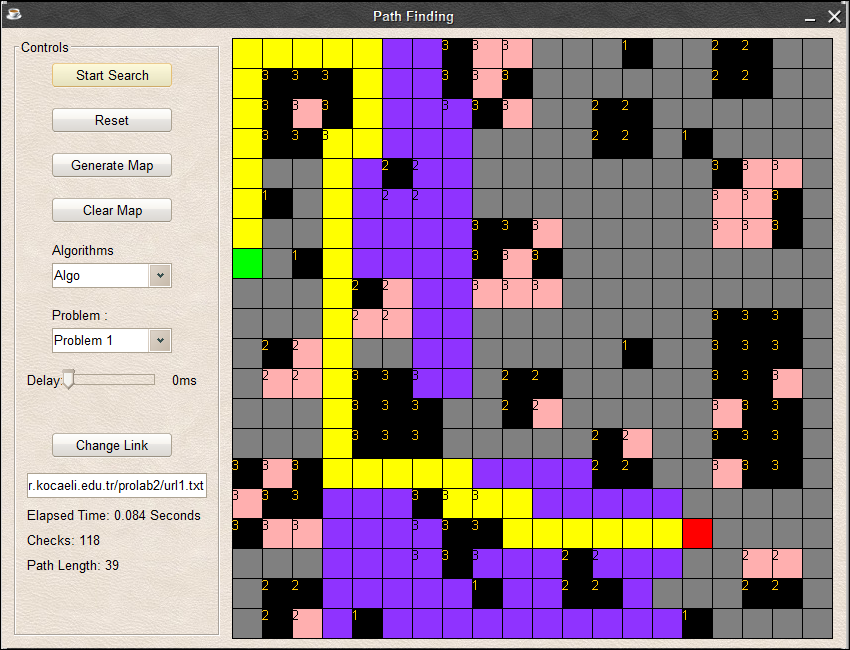 Path Finding
Controls
Start Search
Reset
Generate Map
Clear Map
Algorithms
Algo
Problem :
Problem 1
Delay: 0ms
Change Link
r.kocaeli.edu.tr/prolab2/url1.txt
Elapsed Time: 0.084 Seconds
Checks: 118
Path Length: 39
3 3 3 1 2 2
3 3 3 3 3 3 2 2
3 3 3 3 3 3 2 2
3 3 3 2 2 1
2 2 3 3 3
1 2 2 3 3 3
3 3 3 3 3 3
1 3 3 3
2 2 3 3 3
2 2 3 3 3
2 2 1 3 3 3
2 2 3 3 3 2 2 3 3 3
3 3 3 2 2 3 3 3
3 3 3 2 2 3 3 3
3 3 3 2 2 3 3 3
3 3 3 3 3 3
3 3 3 3 3 3
3 3 3 2 2 2 2
2 2 1 2 2 2 2
2 2 1 1